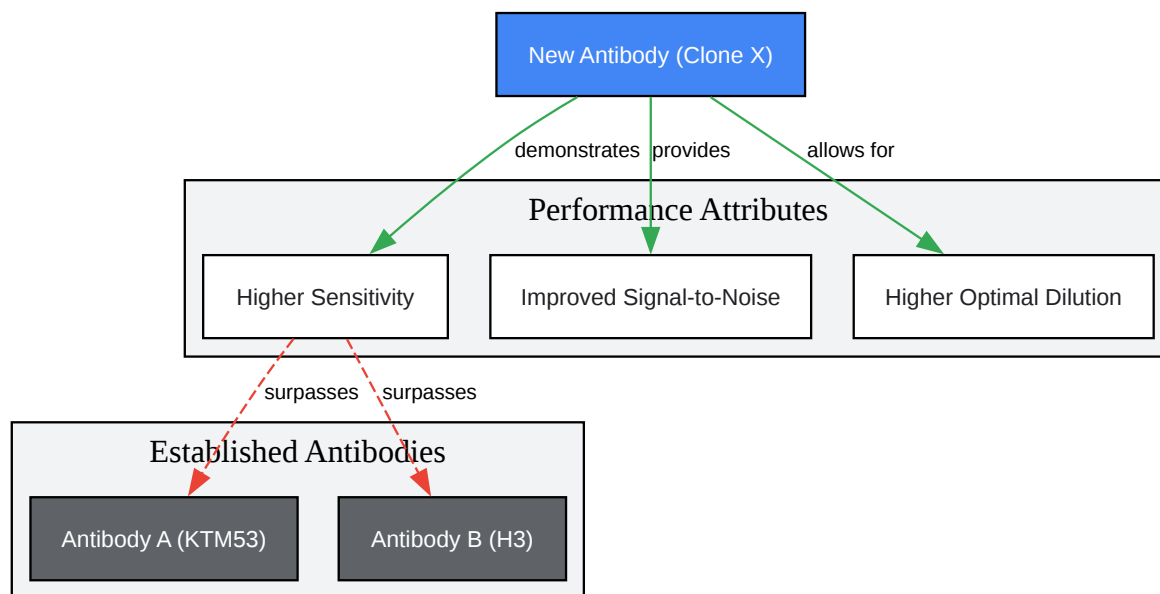 New Antibody (Clone X)
demonstrates
provides
allows for
Performance Attributes
Higher Sensitivity
Improved Signal-to-Noise
Higher Optimal Dilution
surpasses
surpasses
Established Antibodies
Antibody A (KTM53)
Antibody B (H3)